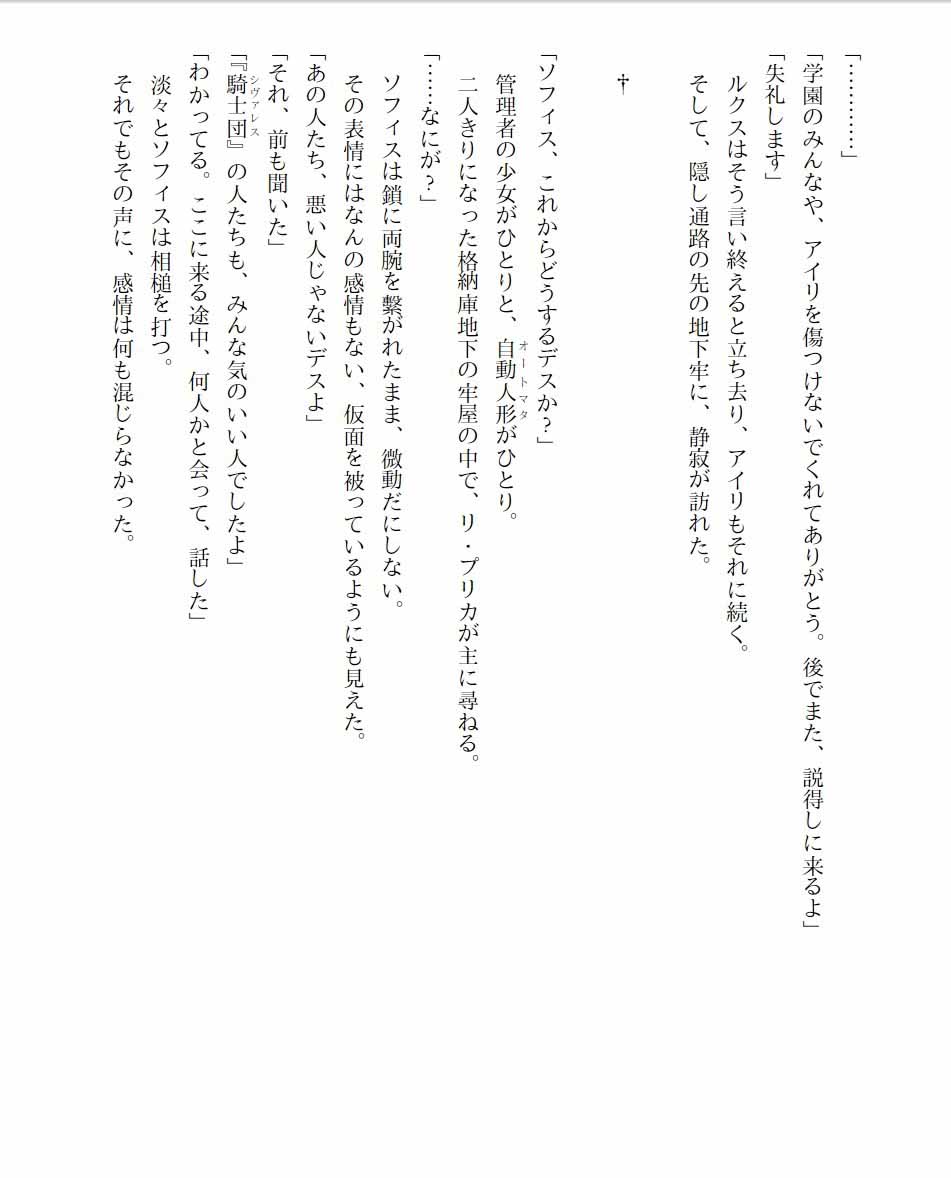 「…………」
「学園のみんなや、アイリを傷つけないでくれてありがとう。後でまた、説得しに来るよ」
「失礼します」
ルクスはそう言い終えると立ち去り、アイリもそれに続く。
そして、隠し通路の先の地下牢に、静寂が訪れた。
†
「ソフィス、これからどうするデスか？」
管理者の少女がひとりと、自動人形がひとり。
オートマタ
二人きりになった格納庫地下の牢屋の中で、リ・プリカが主に尋ねる。
「……なにが？」
ソフィスは鎖に両腕を繋がれたまま、微動だにしない。
その表情にはなんの感情もない、仮面を被っているようにも見えた。
「あの人たち、悪い人じゃないデスよ」
「それ、前も聞いた」
「『騎士団』の人たちも、みんな気のいい人でしたよ」
シヴァレス
「わかってる。ここに来る途中、何人かと会って、話した」
淡々とソフィスは相槌を打つ。
それでもその声に、感情は何も混じらなかった。